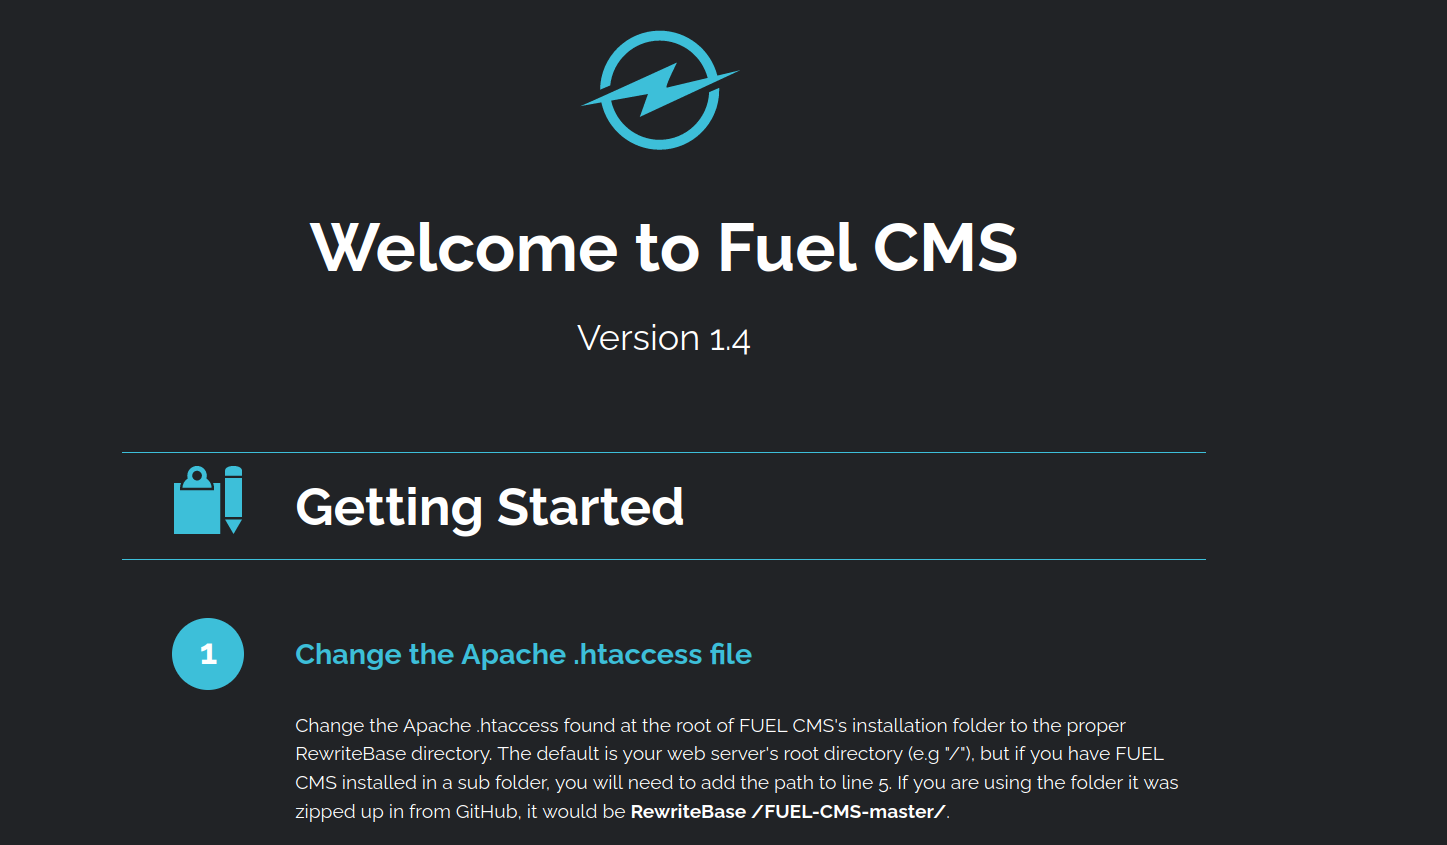 Welcome to Fuel CMS
Version 1.4
Getting Started
1
Change the Apache .htaccess file
Change the Apache .htaccess found at the root of FUEL CMS's installation folder to the proper
RewriteBase directory. The default is your web server's root directory (e.g "/"), but if you have FUEL
CMS installed in a sub folder, you will need to add the path to line 5. If you are using the folder it was
zipped up in from GitHub, it would be RewriteBase /FUEL-CMS-master/.